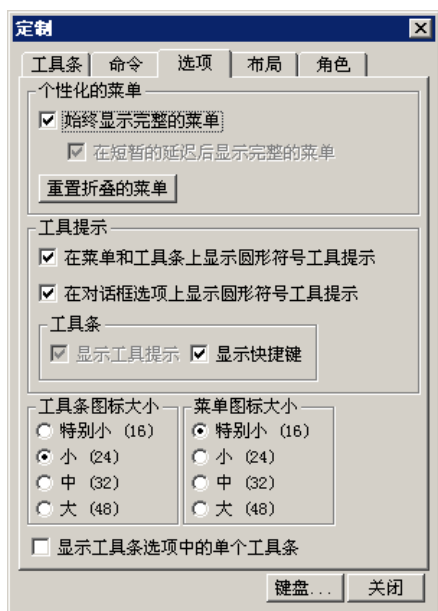 定制
工具条 命令 选项 布局 角色
个性化的菜单
始终显示完整的菜单
在短暂的延迟后显示完整的菜单
重置折叠的菜单
工具提示
在菜单和工具条上显示圆形符号工具提示
在对话框选项上显示圆形符号工具提示
工具条
显示工具提示 显示快捷键
工具条图标大小 菜单图标大小
特别小 (16) 特别小 (16)
小 (24) 小 (24)
中 (32) 中 (32)
大 (48) 大 (48)
显示工具条选项中的单个工具条
键盘... 关闭